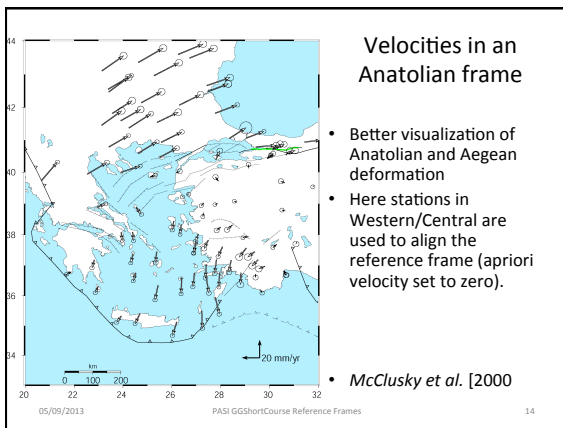 Velocities in an
Anatolian frame
• Better visualization of
Anatolian and Aegean
deformation
• Here stations in
Western/Central are
used to align the
reference frame (apriori
velocity set to zero).
• McClusky et al. [2000
44
42
40
38
36
34
20 mm/yr
km
0 100 200
20 22 24 26 28 30 32
05/09/2013 PASI GGShortCourse Reference Frames 14